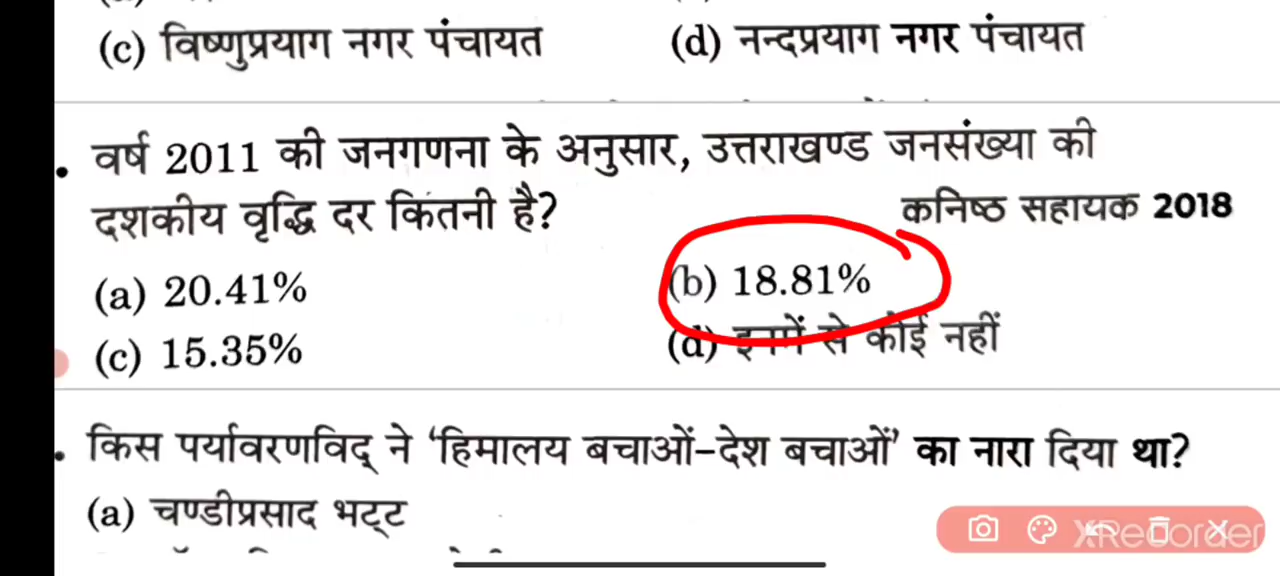 (c) विष्णुप्रयाग नगर पंचायत (d) नन्दप्रयाग नगर पंचायत
. वर्ष 2011 की जनगणना के अनुसार, उत्तराखण्ड जनसंख्या की
दशकीय वृद्धि दर कितनी है? कनिष्ठ सहायक 2018
(a) 20.41% (b) 18.81%
(c) 15.35% (d) इनमें से कोई नहीं
. किस पर्यावरणविद् ने ‘हिमालय बचाओं-देश बचाओं’ का नारा दिया था?
(a) चण्डीप्रसाद भट्ट
XRecorder